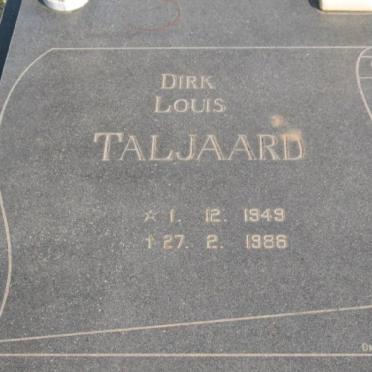 DIRK
LOUIS
TALJAARD
☆ 1. 12. 1949
† 27. 2. 1986